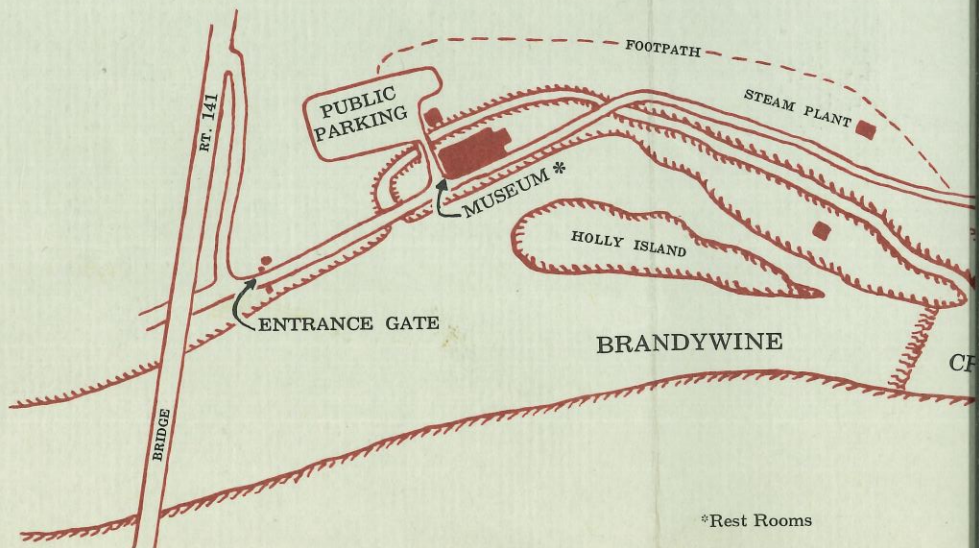 FOOTPATH
STEAM PLANT
PUBLIC
PARKING
RT. 141
MUSEUM *
HOLLY ISLAND
ENTRANCE GATE
BRANDYWINE
BRIDGE
*Rest Rooms